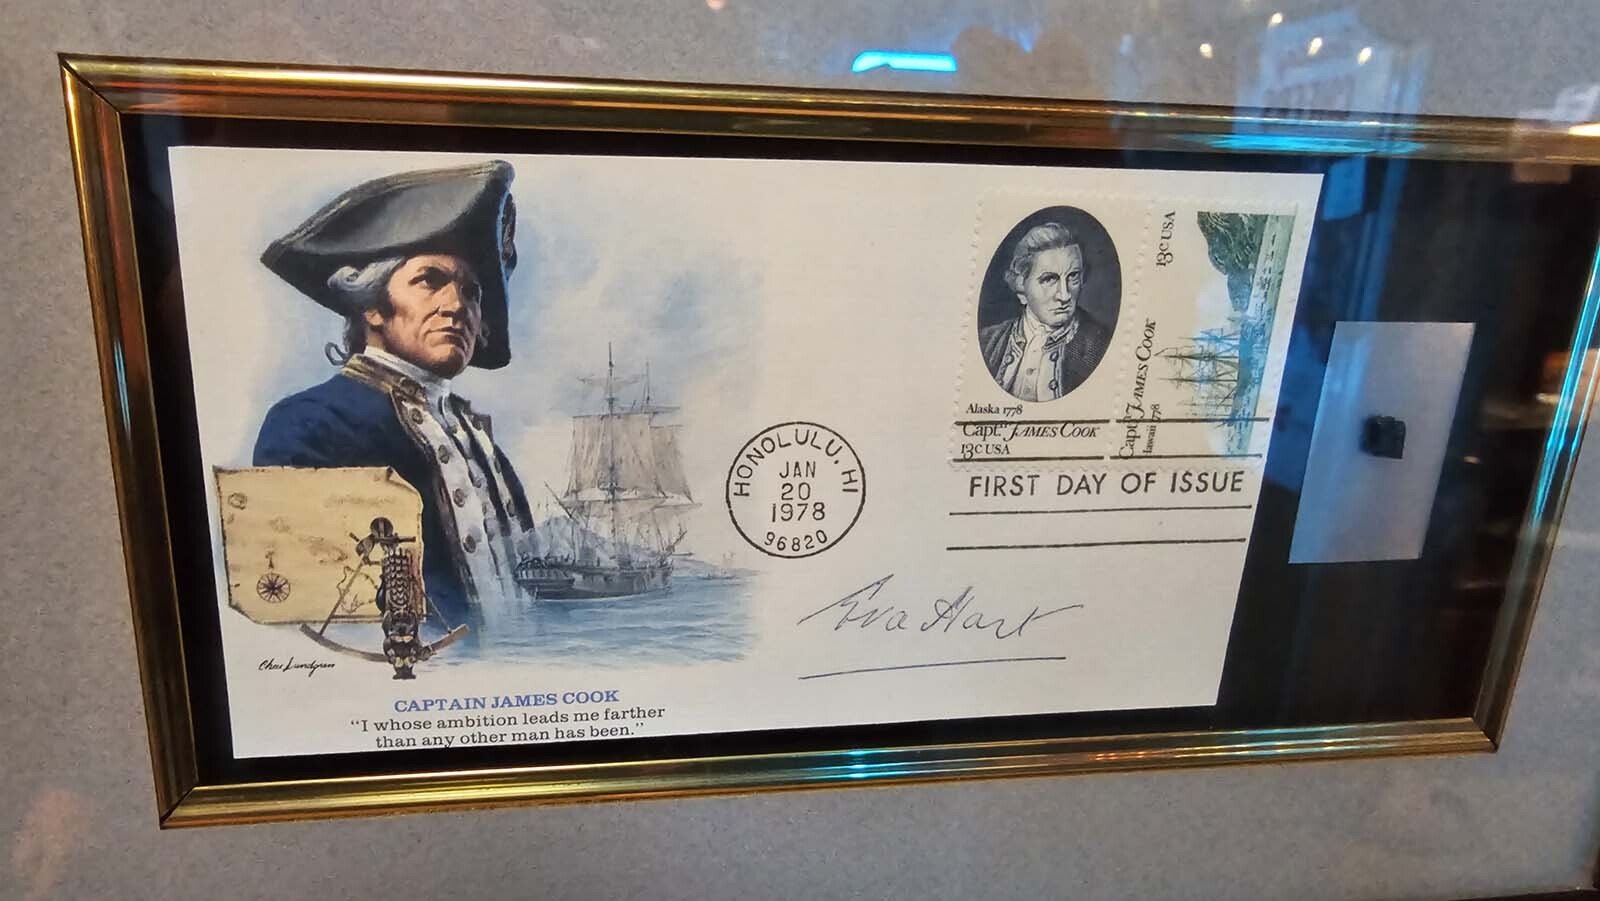 Alaska 1778
Capt.n JAMES COOK
13c USA
13c USA
Capt.n JAMES COOK
Hawaii 1778
HONOLULU, HI
JAN
20
1978
96820
FIRST DAY OF ISSUE
Eva Hart
Chas Lundgren
CAPTAIN JAMES COOK
“I whose ambition leads me farther
than any other man has been.”